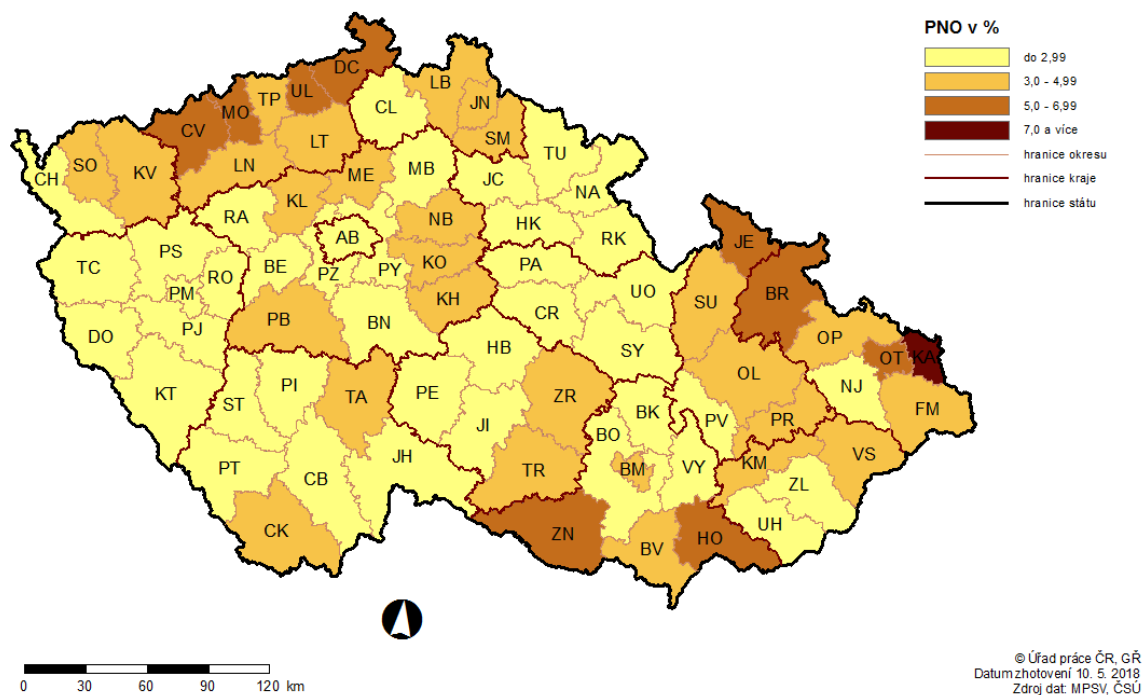 PNO v %
do 2,99
3,0 - 4,99
5,0 - 6,99
7,0 a více
hranice okresu
hranice kraje
hranice státu
DC
UL
LB
MO
TP
JN
CL
CV
LT
SM
SO
KV
LN
ME
MB
TU
CH
JC
RA
KL
NA
NB
HK
AB
RK
JE
PS
TC
RO
BE
PZ
PY
KO
PA
PM
KH
UO
SU
BR
PB
BN
CR
DO
PJ
OP
HB
SY
OT
KA
KT
PI
TA
PE
ZR
OL
NJ
ST
FM
BK
PV
PR
JI
BO
JH
VS
PT
CB
TR
BM
VY
KM
ZL
CK
ZN
BV
HO
UH
0 30 60 90 120 km
© Úřad práce ČR, GŘ
Datum zhotovení 10. 5. 2018
Zdroj dat: MPSV, ČSÚ